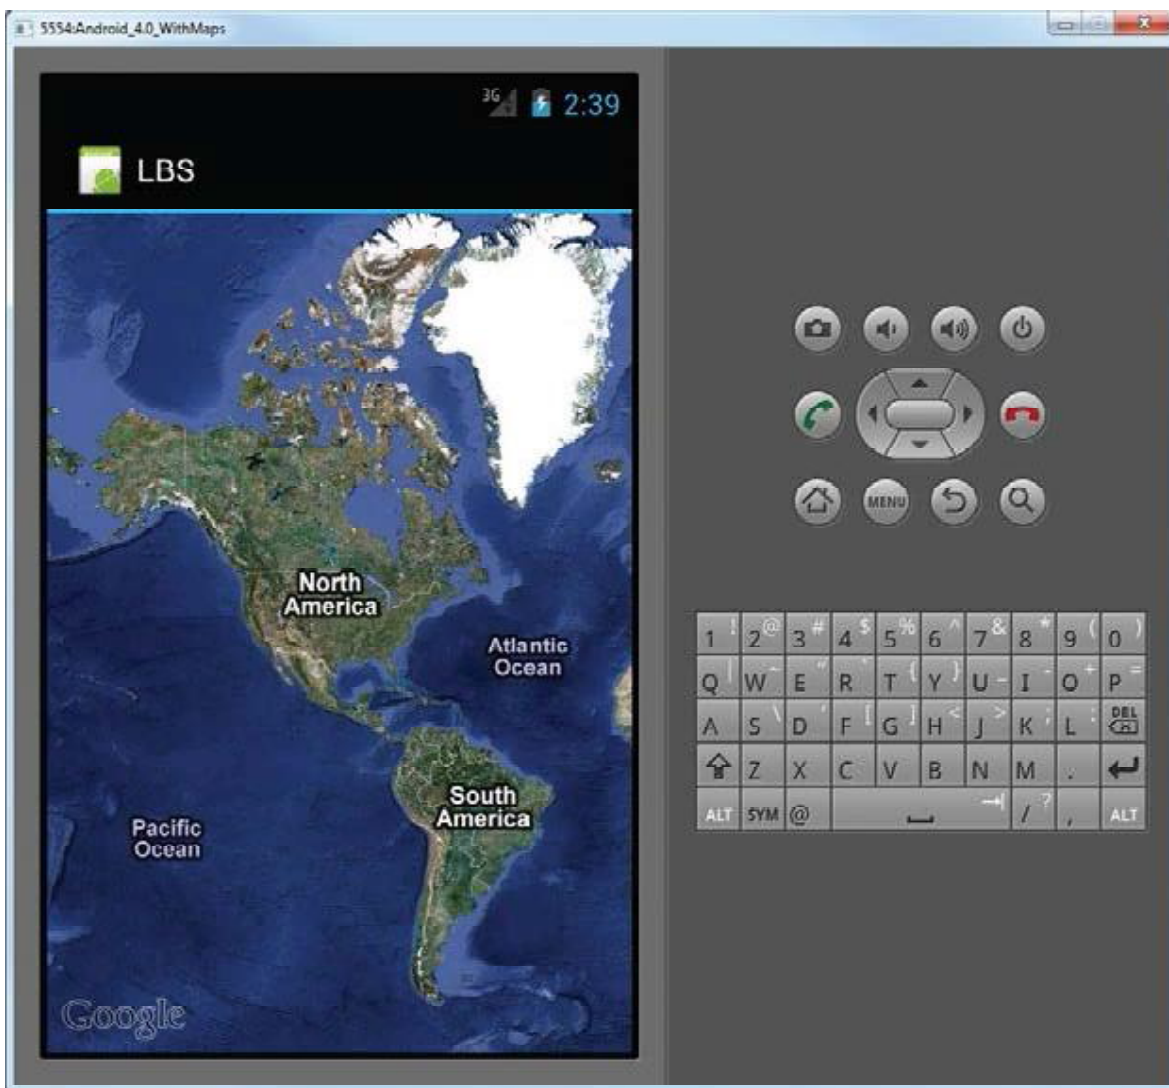 5554:Android_4.0_WithMaps
3G 2:39
LBS
North
America
Atlantic
Ocean
South
America
Pacific
Ocean
Google
MENU
1 ! 2 @ 3 # 4 $ 5 % 6 ^ 7 & 8 * 9 ( 0 )
Q | W ~ E " R ` T { Y } U _ I - O + P =
A S \ D ' F [ G ] H < J > K ; L : DEL
Z X C V B N M .
ALT SYM @ / ? , ALT